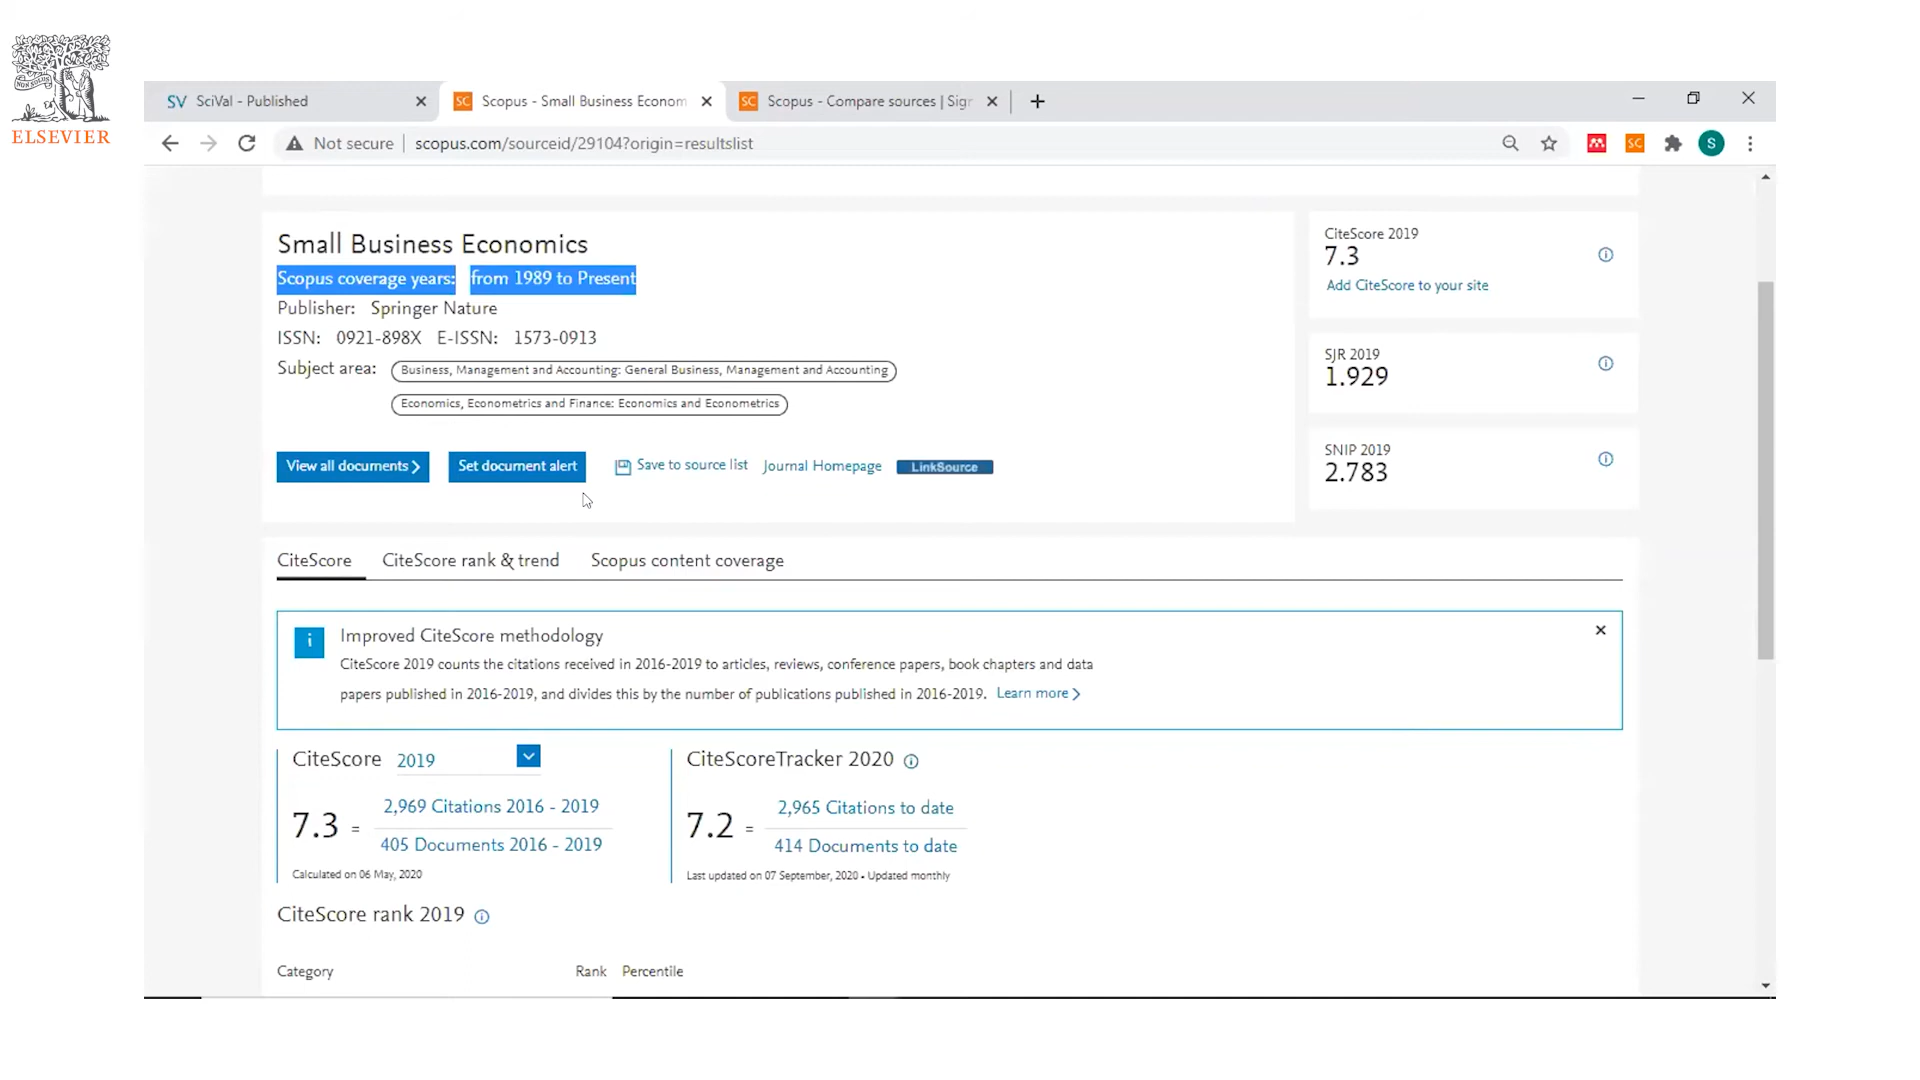 ELSEVIER
SciVal - Published
Scopus - Small Business Econom
Scopus - Compare sources | Sign
Not secure | scopus.com/sourceid/29104?origin=resultslist
Small Business Economics
Scopus coverage years: from 1989 to Present
Publisher: Springer Nature
ISSN: 0921-898X E-ISSN: 1573-0913
Subject area: Business, Management and Accounting: General Business, Management and Accounting
Economics, Econometrics and Finance: Economics and Econometrics
View all documents
Set document alert
Save to source list
Journal Homepage
LinkSource
CiteScore 2019
7.3
Add CiteScore to your site
SJR 2019
1.929
SNIP 2019
2.783
CiteScore
CiteScore rank & trend
Scopus content coverage
Improved CiteScore methodology
CiteScore 2019 counts the citations received in 2016-2019 to articles, reviews, conference papers, book chapters and data
papers published in 2016-2019, and divides this by the number of publications published in 2016-2019. Learn more
CiteScore 2019
7.3 =
2,969 Citations 2016 - 2019
405 Documents 2016 - 2019
Calculated on 06 May, 2020
CiteScoreTracker 2020
7.2 =
2,965 Citations to date
414 Documents to date
Last updated on 07 September, 2020 • Updated monthly
CiteScore rank 2019
Category Rank Percentile